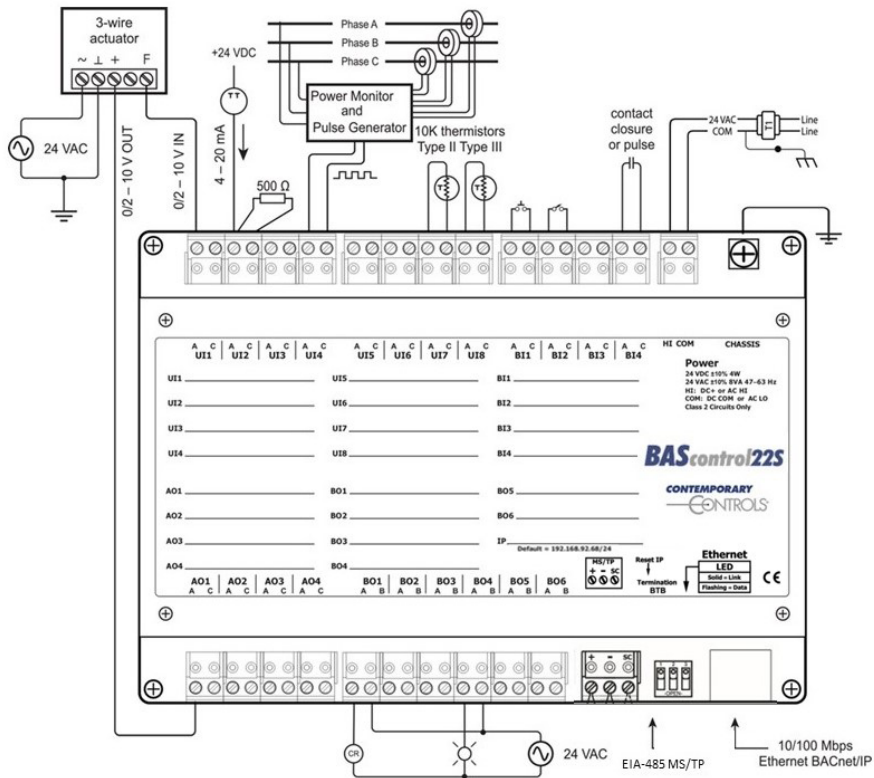 3-wire
actuator
~ ⊥ + F
24 VAC
0/2 – 10 V OUT
0/2 – 10 V IN
+24 VDC
TT
4 – 20 mA
500 Ω
Phase A
Phase B
Phase C
Power Monitor
and
Pulse Generator
10K thermistors
Type II Type III
T T
contact
closure
or pulse
24 VAC
COM
T1
Line
Line
A C A C A C A C A C A C A C A C A C A C A C A C
UI1 UI2 UI3 UI4 UI5 UI6 UI7 UI8 BI1 BI2 BI3 BI4
HI COM CHASSIS
Power
24 VDC ±10% 4W
24 VAC ±10% 8VA 47-63 Hz
HI: DC+ or AC HI
COM: DC COM or AC LO
Class 2 Circuits Only
UI1 UI5 BI1
UI2 UI6 BI2
UI3 UI7 BI3
UI4 UI8 BI4
BAScontrol22S
CONTEMPORARY
CONTROLS®
AO1 BO1 BO5
AO2 BO2 BO6
AO3 BO3 IP
Default = 192.168.92.68/24
AO4 BO4
MS/TP
+ – SC
Reset IP
Termination
BTB
Ethernet
LED
Solid = Link
Flashing = Data
CE
AO1 AO2 AO3 AO4 BO1 BO2 BO3 BO4 BO5 BO6
A C A C A C A C A B A B A B A B A B A B
+ – SC
1 2 3
-OPEN-
CR
24 VAC
EIA-485 MS/TP
10/100 Mbps
Ethernet BACnet/IP